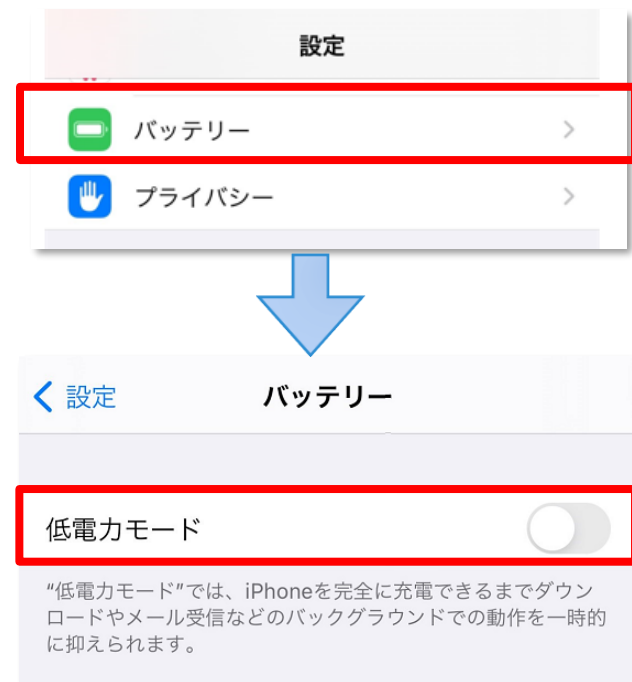 設定
バッテリー
プライバシー
設定
バッテリー
低電力モード
“低電力モード”では、iPhoneを完全に充電できるまでダウン
ロードやメール受信などのバックグラウンドでの動作を一時的
に抑えられます。